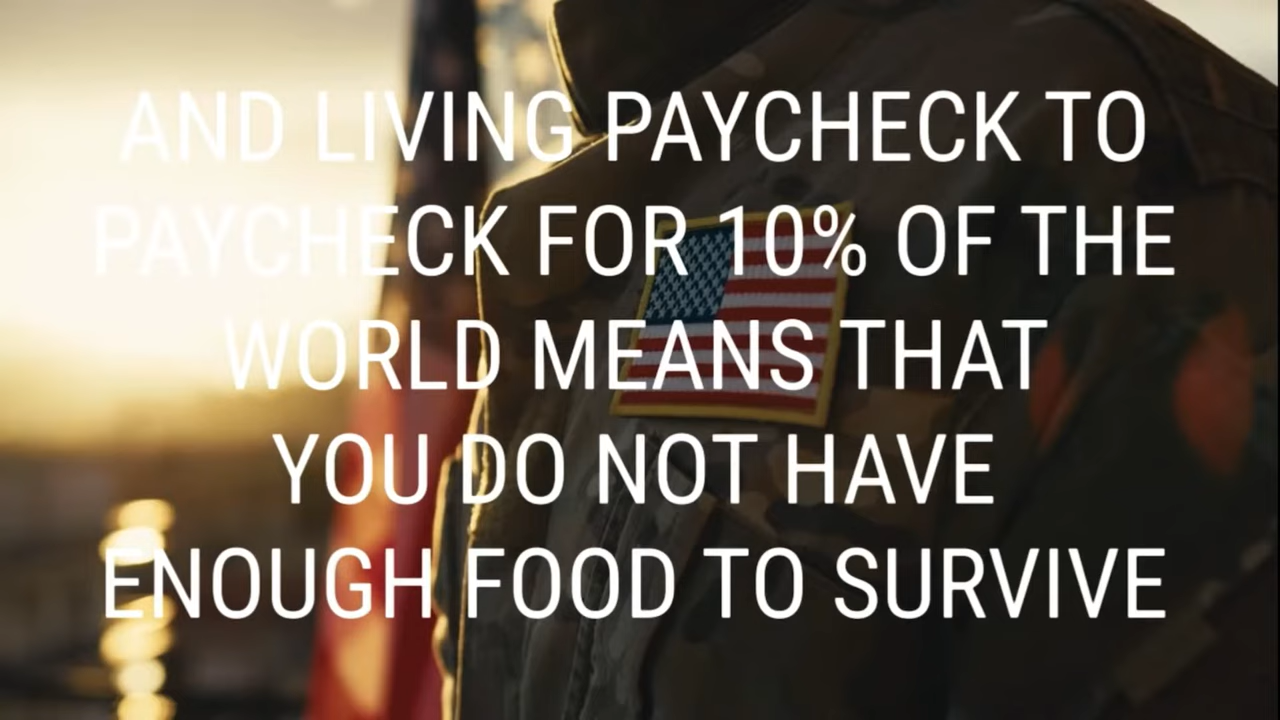 AND LIVING PAYCHECK TO
PAYCHECK FOR 10% OF THE
WORLD MEANS THAT
YOU DO NOT HAVE
ENOUGH FOOD TO SURVIVE